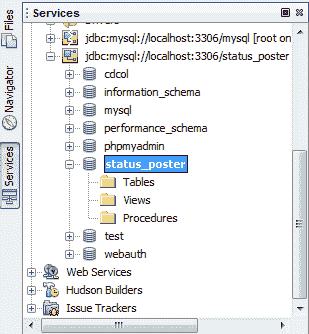 Services
Files
Navigator
Services
Drivers
jdbc:mysql://localhost:3306/mysql [root on
jdbc:mysql://localhost:3306/status_poster
cdcol
information_schema
mysql
performance_schema
phpmyadmin
status_poster
Tables
Views
Procedures
test
webauth
Web Services
Hudson Builders
Issue Trackers